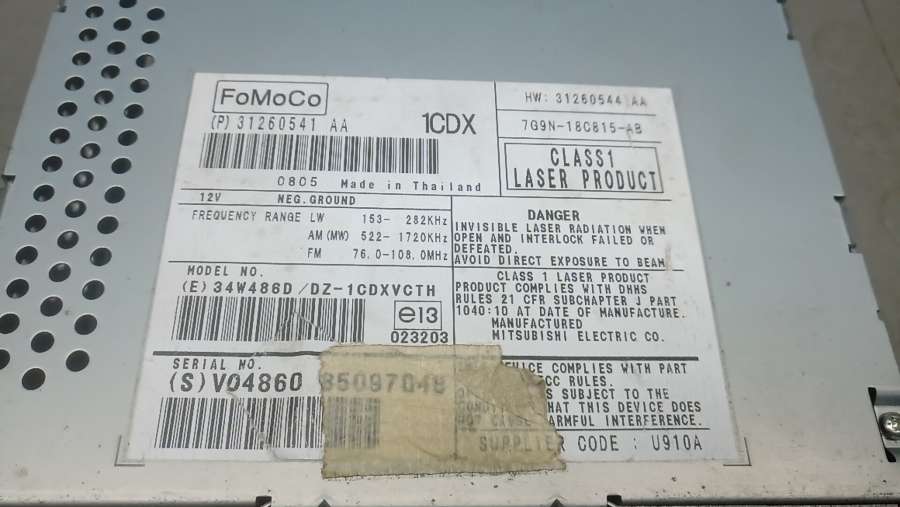 FoMoCo
(P) 31260541 AA
1CDX
0805 Made in Thailand
HW: 31260544 AA
7G9N-18C815-AB
CLASS1
LASER PRODUCT
12V NEG.GROUND
FREQUENCY RANGE LW 153- 282KHz
AM(MW) 522- 1720KHz
FM 76.0-108.0MHz
DANGER
INVISIBLE LASER RADIATION WHEN
OPEN AND INTERLOCK FAILED OR
DEFEATED.
AVOID DIRECT EXPOSURE TO BEAM
MODEL NO.
(E) 34W486D/DZ-1CDXVCTH
e13
023203
CLASS 1 LASER PRODUCT
PRODUCT COMPLIES WITH DHHS
RULES 21 CFR SUBCHAPTER J PART
1040:10 AT DATE OF MANUFACTURE.
MANUFACTURED
MITSUBISHI ELECTRIC CO.
SERIAL NO.
(S) V04860 85097048
COMPLIES WITH PART
RULES.
IS SUBJECT TO THE
THAT THIS DEVICE DOES
NOT CAUSE HARMFUL INTERFERENCE.
SUPPLIER CODE : U910A